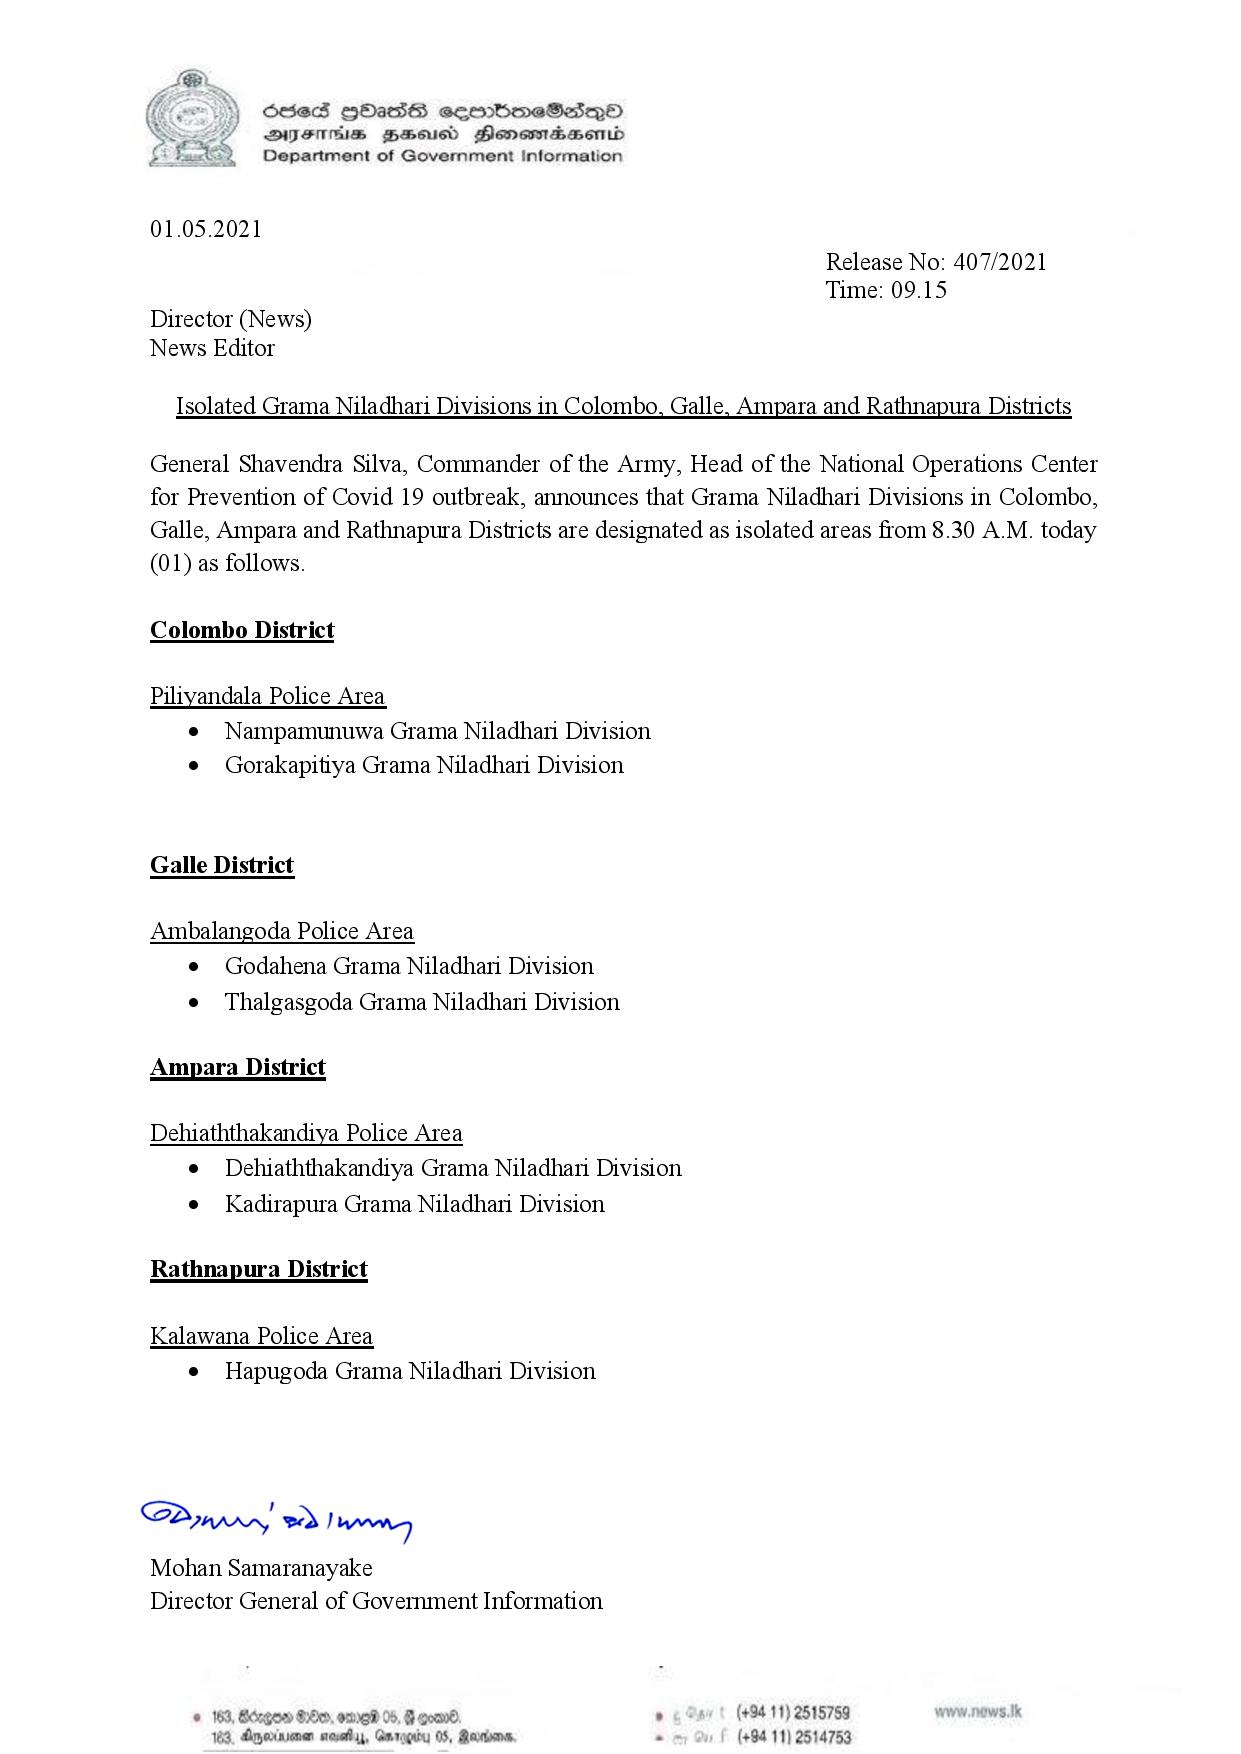 රජයේ ප්‍රවෘත්ති දෙපාර්තමේන්තුව
அரசாங்க தகவல் திணைக்களம்
Department of Government Information
01.05.2021
Release No: 407/2021
Time: 09.15
Director (News)
News Editor
Isolated Grama Niladhari Divisions in Colombo, Galle, Ampara and Rathnapura Districts
General Shavendra Silva, Commander of the Army, Head of the National Operations Center
for Prevention of Covid 19 outbreak, announces that Grama Niladhari Divisions in Colombo,
Galle, Ampara and Rathnapura Districts are designated as isolated areas from 8.30 A.M. today
(01) as follows.
Colombo District
Piliyandala Police Area
• Nampamunuwa Grama Niladhari Division
• Gorakapitiya Grama Niladhari Division
Galle District
Ambalangoda Police Area
• Godahena Grama Niladhari Division
• Thalgasgoda Grama Niladhari Division
Ampara District
Dehiaththakandiya Police Area
• Dehiaththakandiya Grama Niladhari Division
• Kadirapura Grama Niladhari Division
Rathnapura District
Kalawana Police Area
• Hapugoda Grama Niladhari Division
Mohan Samaranayake
Director General of Government Information
163, කිරුලපන මාවත, කොළඹ 05, ශ්‍රී ලංකාව.
163, கிருலப்பனை எவெனியூ, கொழும்பு 05, இலங்கை.
(+94 11) 2515759
(+94 11) 2514753
www.news.lk